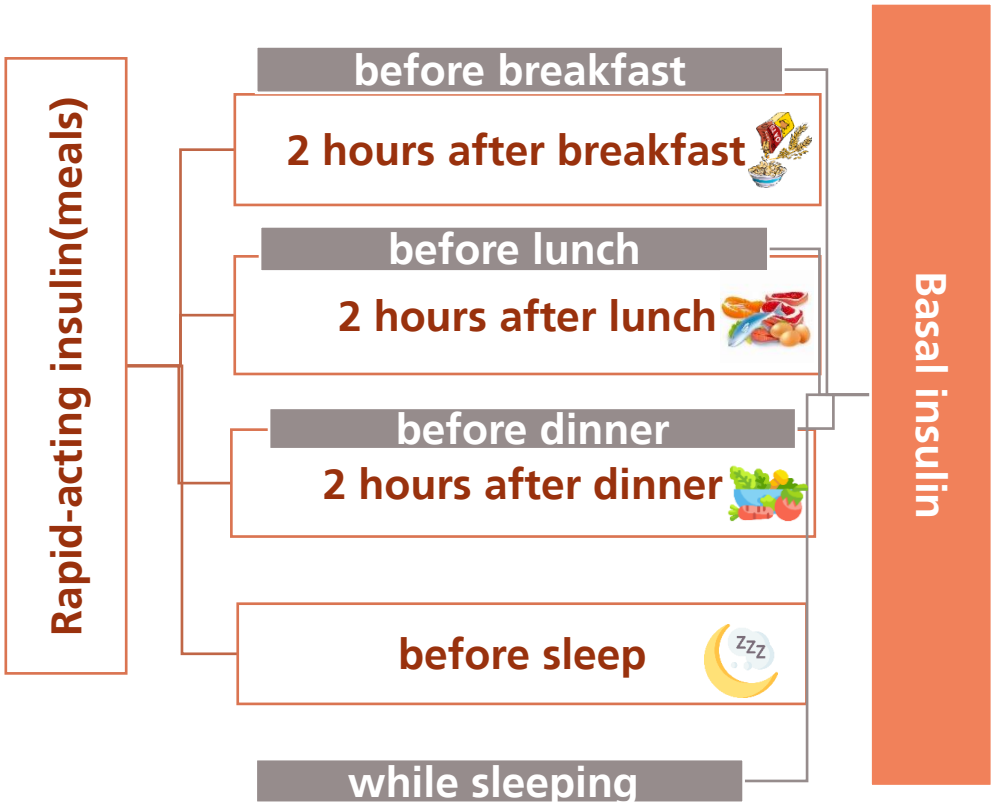 Rapid-acting insulin(meals)
before breakfast
2 hours after breakfast
before lunch
2 hours after lunch
before dinner
2 hours after dinner
before sleep
zzz
while sleeping
Basal insulin